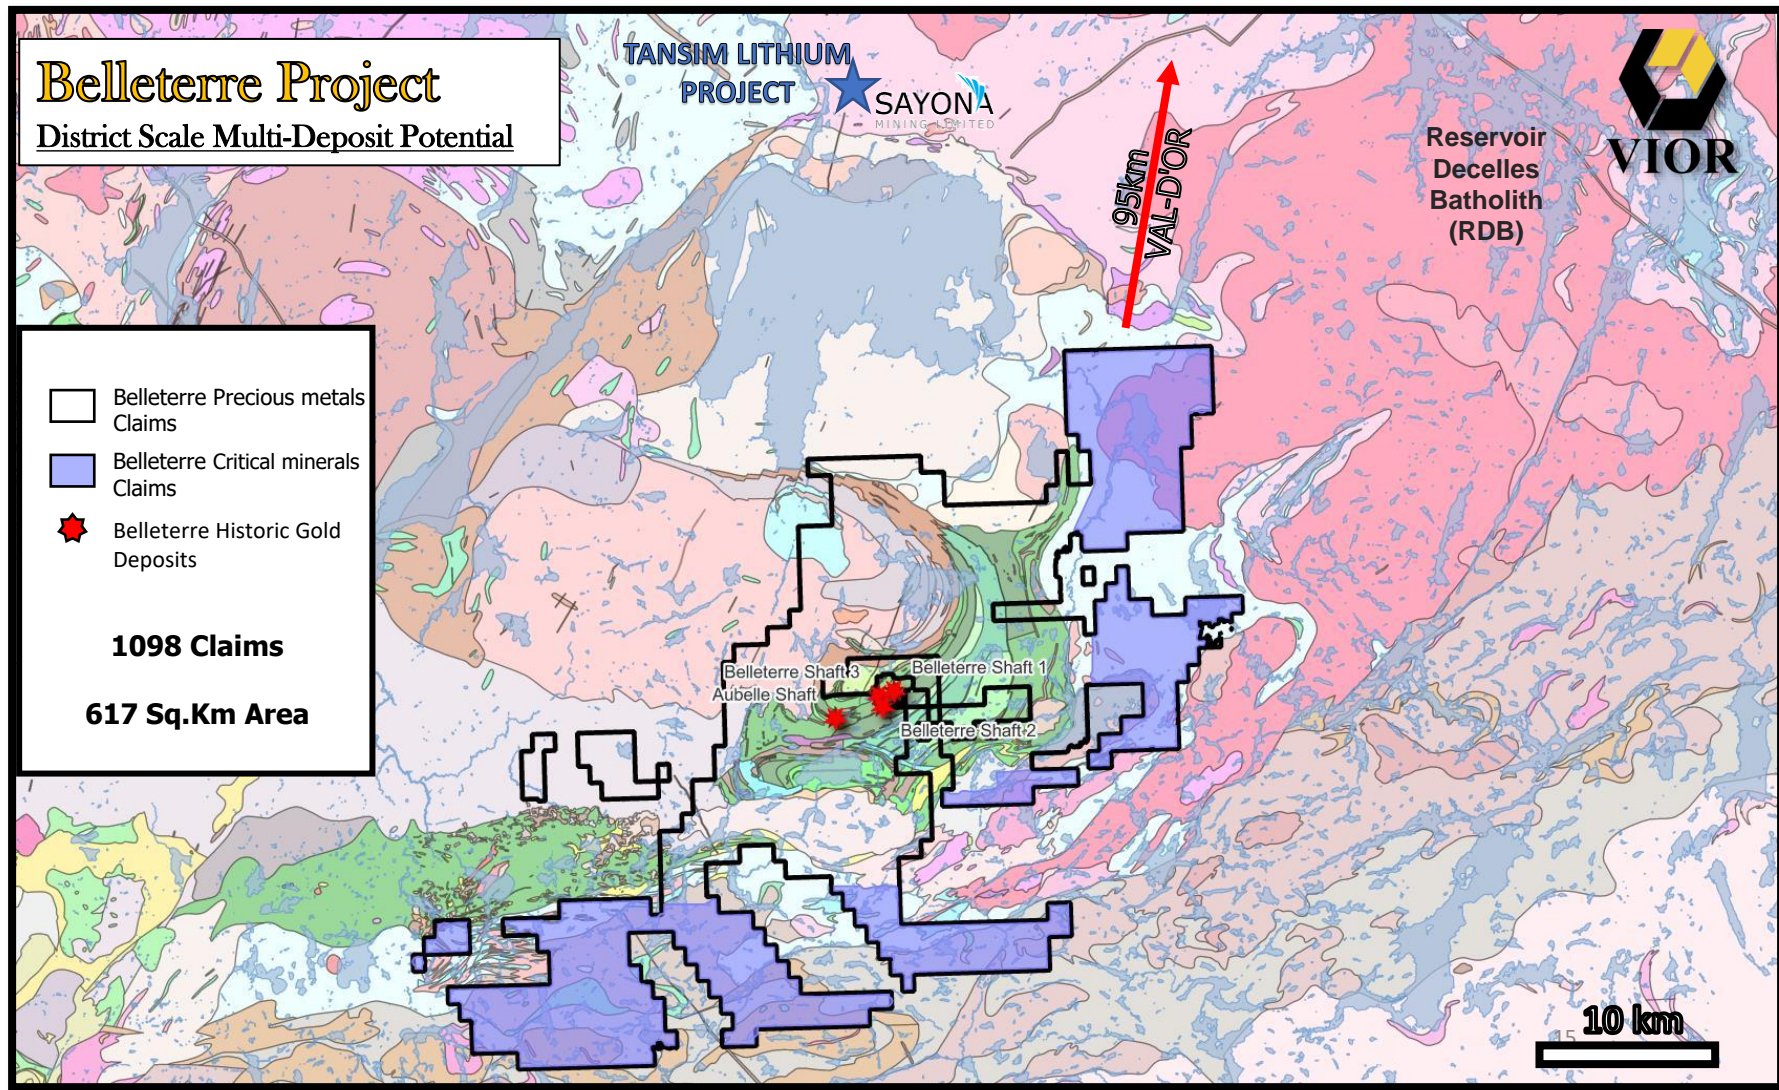 Belleterre Project
District Scale Multi-Deposit Potential
TANSIM LITHIUM
PROJECT
SAYONA
MINING LIMITED
95km
VAL-D'OR
Reservoir
Decelles
Batholith
(RDB)
VIOR
Belleterre Precious metals
Claims
Belleterre Critical minerals
Claims
Belleterre Historic Gold
Deposits
1098 Claims
617 Sq.Km Area
Belleterre Shaft 3
Belleterre Shaft 1
Aubelle Shaft
Belleterre Shaft 2
10 km
15